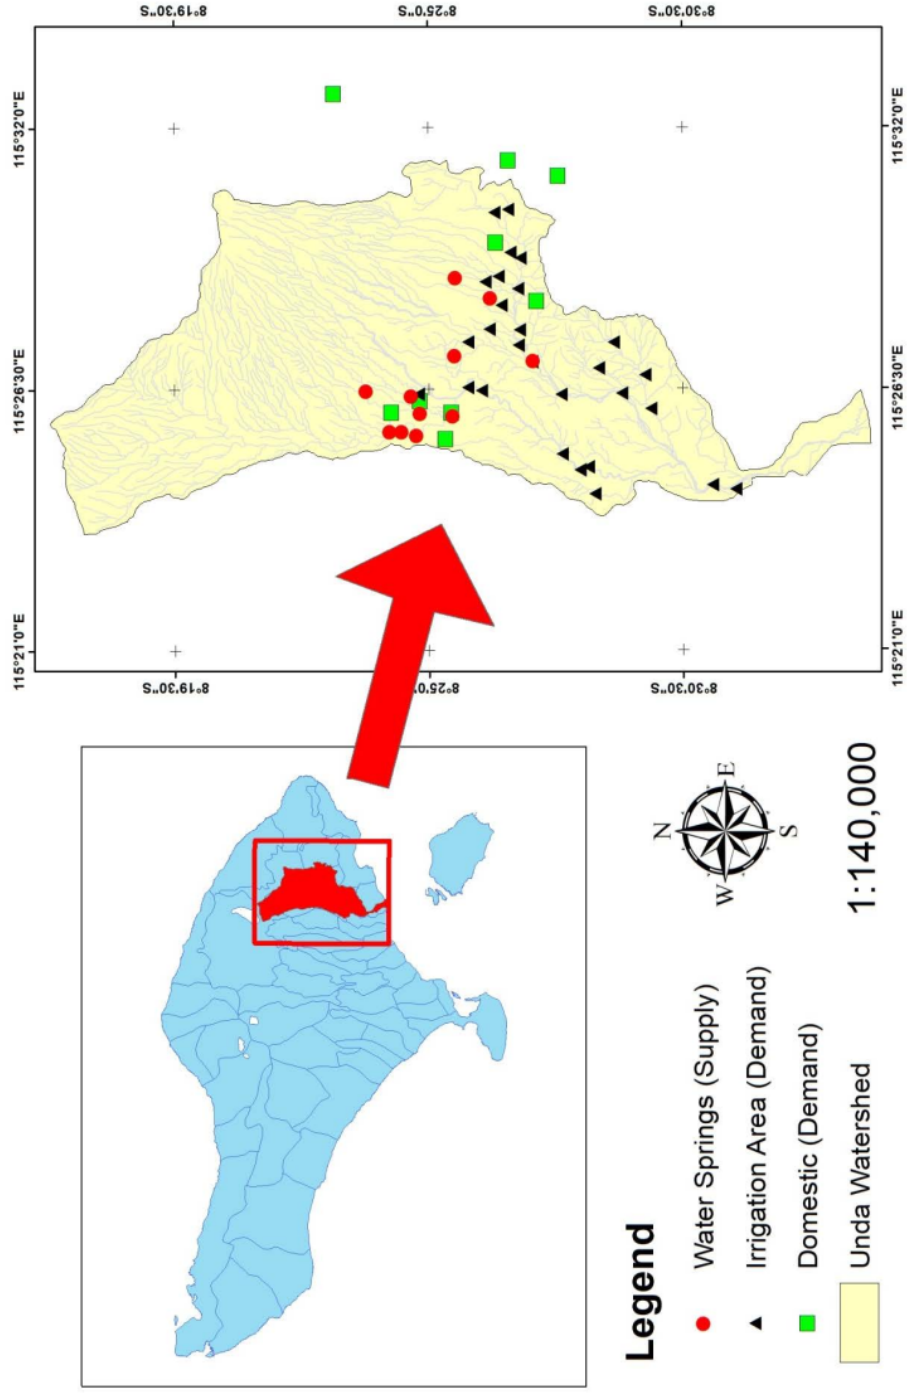 115°21'0"E 115°26'30"E 115°32'0"E
8°19'30"S 8°19'30"S
8°25'0"S 8°25'0"S
8°30'30"S 8°30'30"S
115°21'0"E 115°26'30"E 115°32'0"E
Legend
Water Springs (Supply)
Irrigation Area (Demand)
Domestic (Demand)
Unda Watershed
N
W E
S
1:140,000